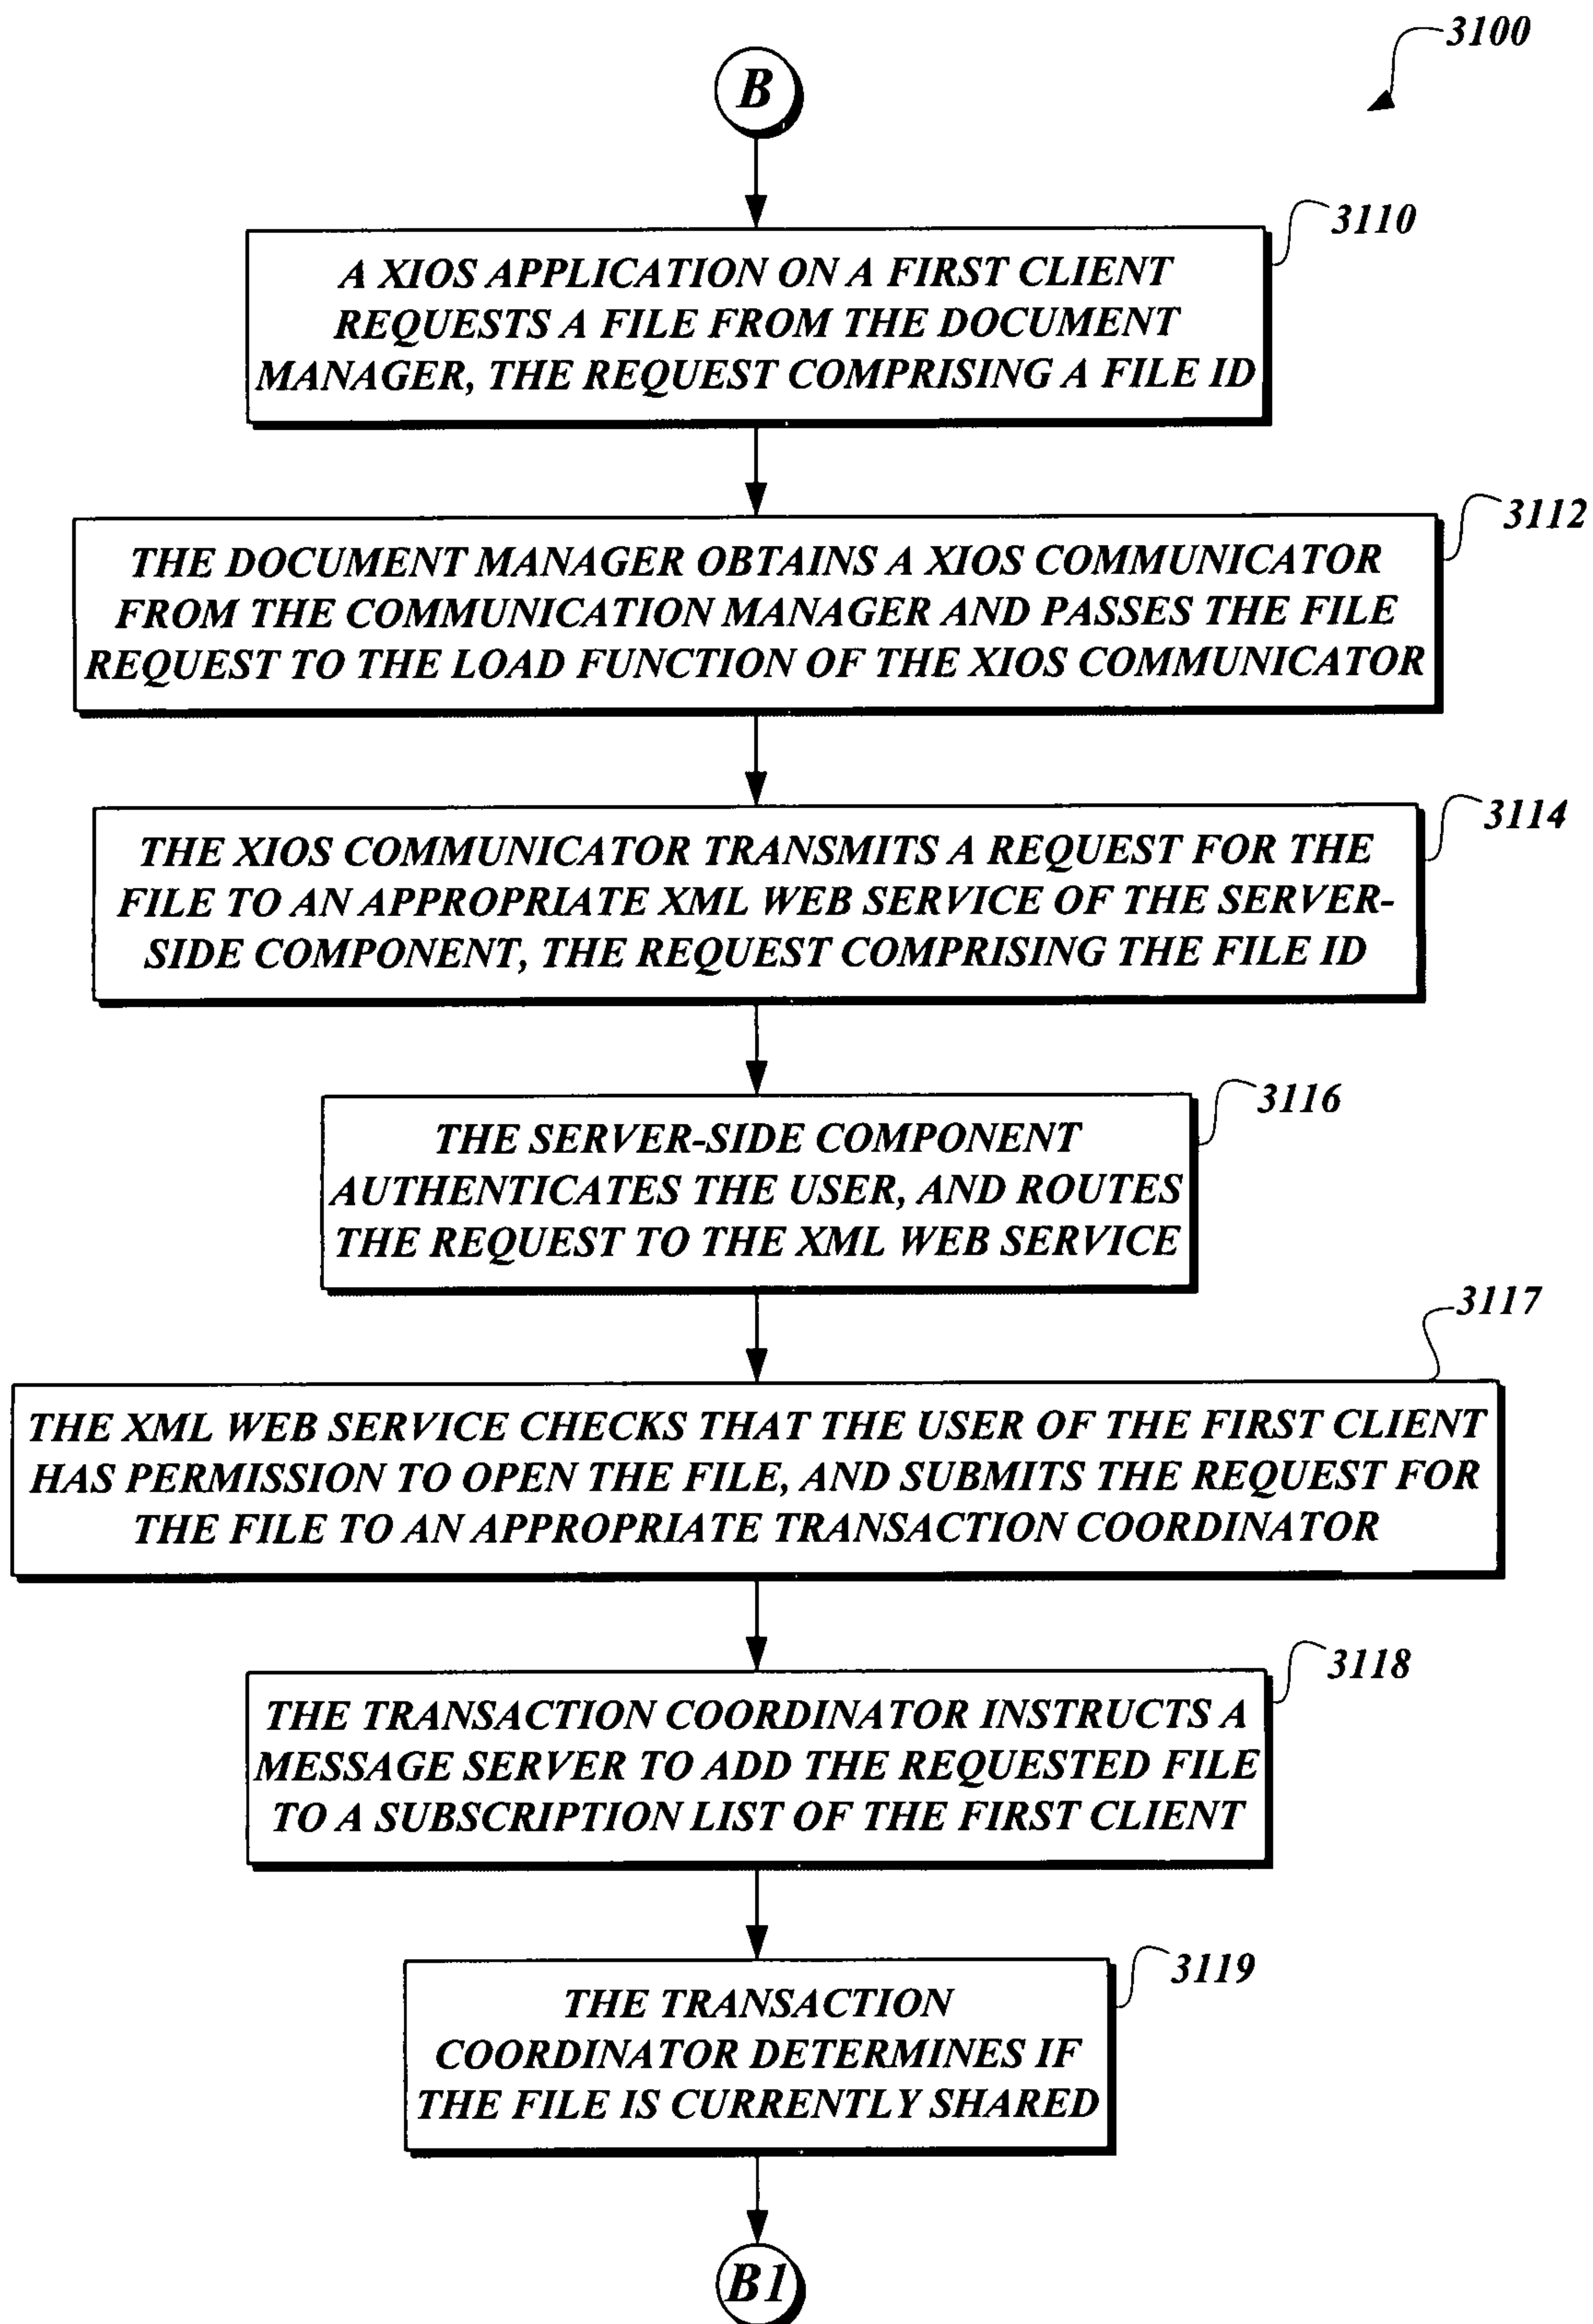 3100
B
3110
A XIOS APPLICATION ON A FIRST CLIENT
REQUESTS A FILE FROM THE DOCUMENT
MANAGER, THE REQUEST COMPRISING A FILE ID
3112
THE DOCUMENT MANAGER OBTAINS A XIOS COMMUNICATOR
FROM THE COMMUNICATION MANAGER AND PASSES THE FILE
REQUEST TO THE LOAD FUNCTION OF THE XIOS COMMUNICATOR
3114
THE XIOS COMMUNICATOR TRANSMITS A REQUEST FOR THE
FILE TO AN APPROPRIATE XML WEB SERVICE OF THE SERVER-
SIDE COMPONENT, THE REQUEST COMPRISING THE FILE ID
3116
THE SERVER-SIDE COMPONENT
AUTHENTICATES THE USER, AND ROUTES
THE REQUEST TO THE XML WEB SERVICE
3117
THE XML WEB SERVICE CHECKS THAT THE USER OF THE FIRST CLIENT
HAS PERMISSION TO OPEN THE FILE, AND SUBMITS THE REQUEST FOR
THE FILE TO AN APPROPRIATE TRANSACTION COORDINATOR
3118
THE TRANSACTION COORDINATOR INSTRUCTS A
MESSAGE SERVER TO ADD THE REQUESTED FILE
TO A SUBSCRIPTION LIST OF THE FIRST CLIENT
3119
THE TRANSACTION
COORDINATOR DETERMINES IF
THE FILE IS CURRENTLY SHARED
B1